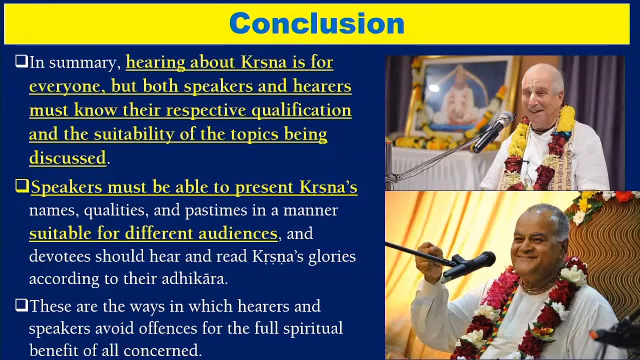 Conclusion
❑In summary, hearing about Krsna is for
everyone, but both speakers and hearers
must know their respective qualification
and the suitability of the topics being
discussed.
❑Speakers must be able to present Krsna's
names, qualities, and pastimes in a manner
suitable for different audiences, and
devotees should hear and read Kṛṣṇa's glories
according to their adhikāra.
❑These are the ways in which hearers and
speakers avoid offences for the full spiritual
benefit of all concerned.